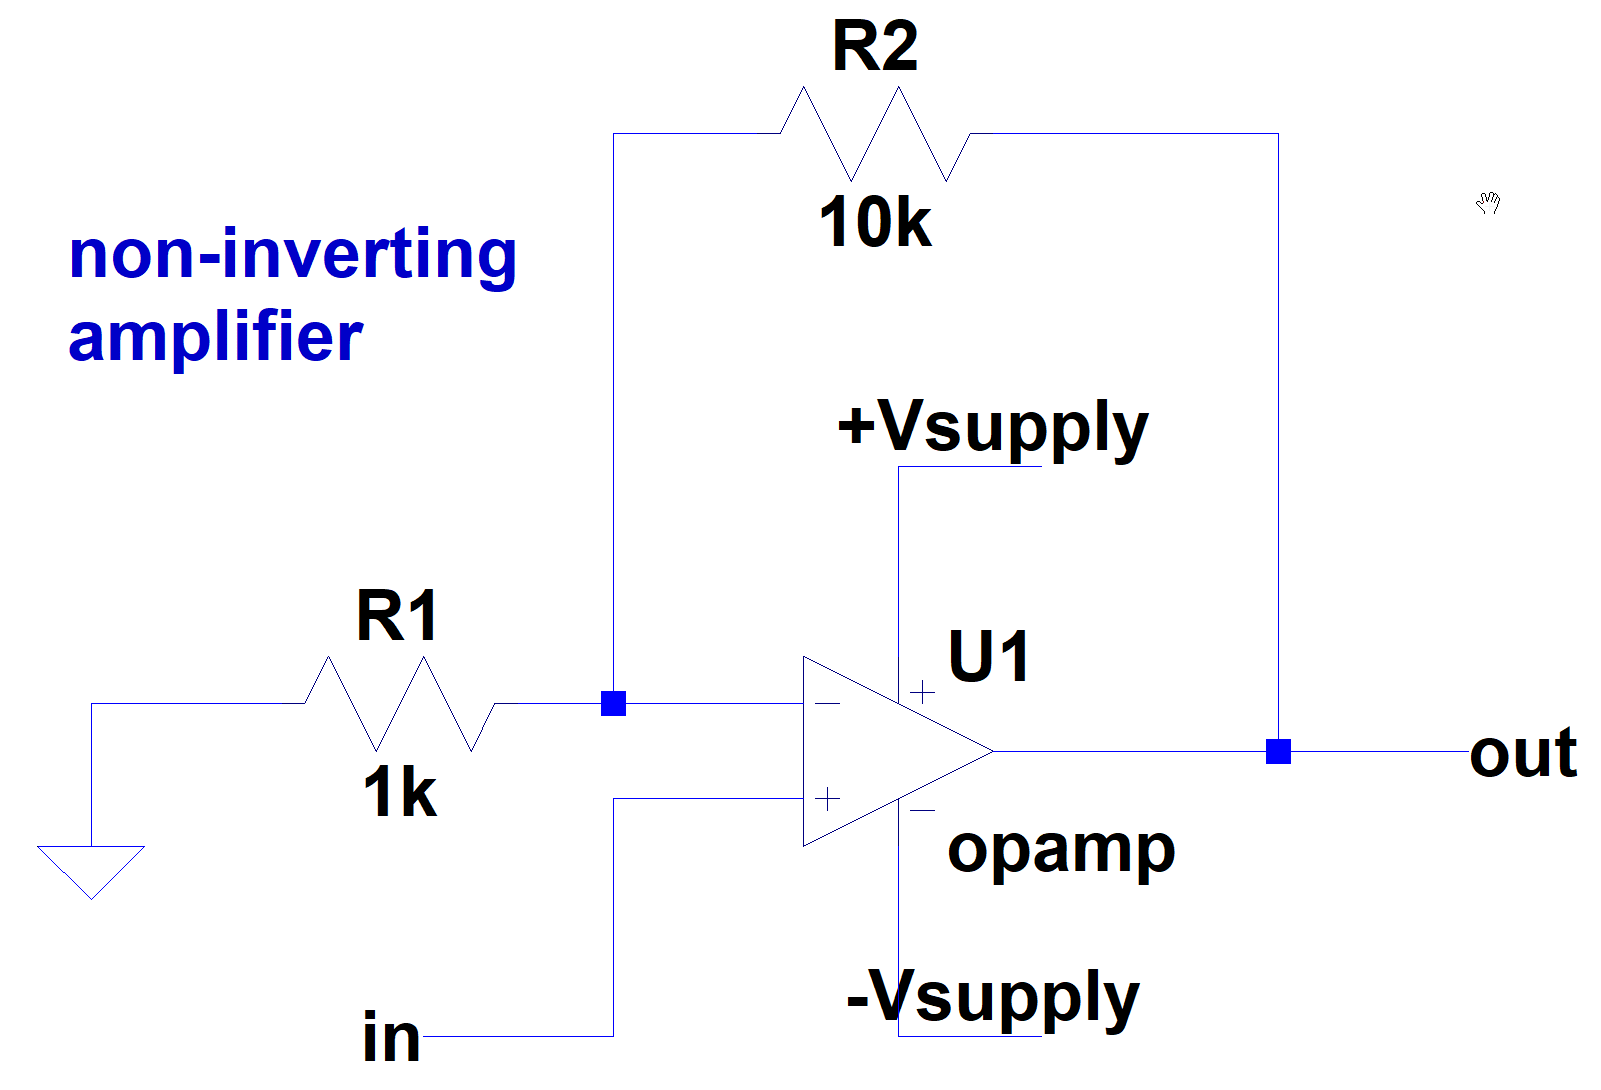 R2
10k
non-inverting
amplifier
+Vsupply
R1
1k
U1
out
opamp
-Vsupply
in